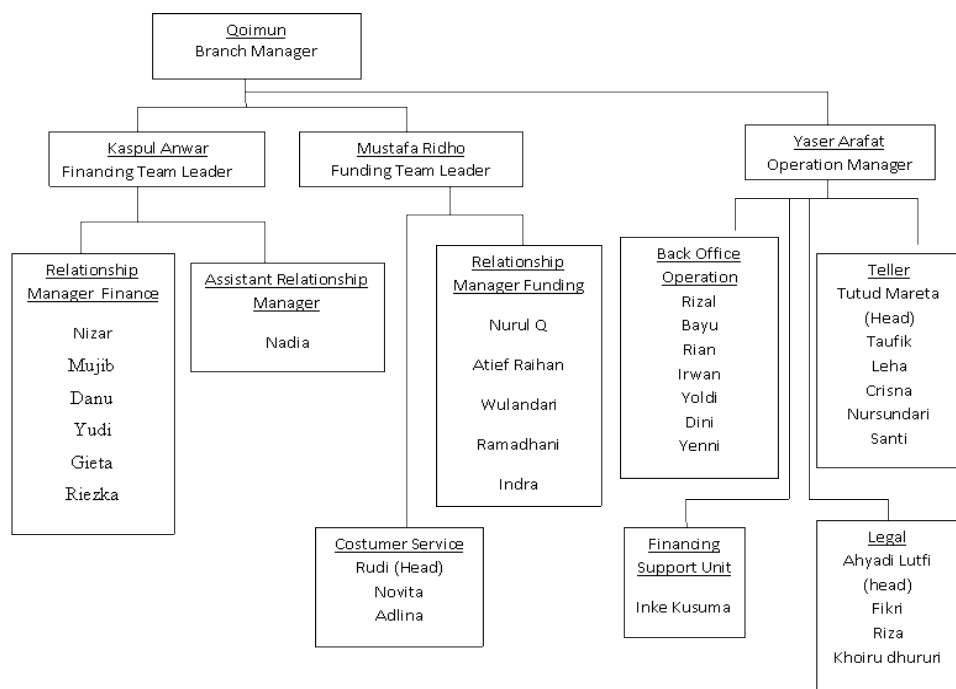 Qoimun
Branch Manager
Kaspul Anwar
Financing Team Leader
Mustafa Ridho
Funding Team Leader
Yaser Arafat
Operation Manager
Relationship
Manager Finance
Nizar
Mujib
Danu
Yudi
Gieta
Riezka
Assistant Relationship
Manager
Nadia
Relationship
Manager Funding
Nurul Q
Atief Raihan
Wulandari
Ramadhani
Indra
Back Office
Operation
Rizal
Bayu
Rian
Irwan
Yoldi
Dini
Yenni
Teller
Tutud Mareta
(Head)
Taufik
Leha
Crisna
Nursundari
Santi
Costumer Service
Rudi (Head)
Novita
Adlina
Financing
Support Unit
Inke Kusuma
Legal
Ahyadi Lutfi
(head)
Fikri
Riza
Khoiru dhururi